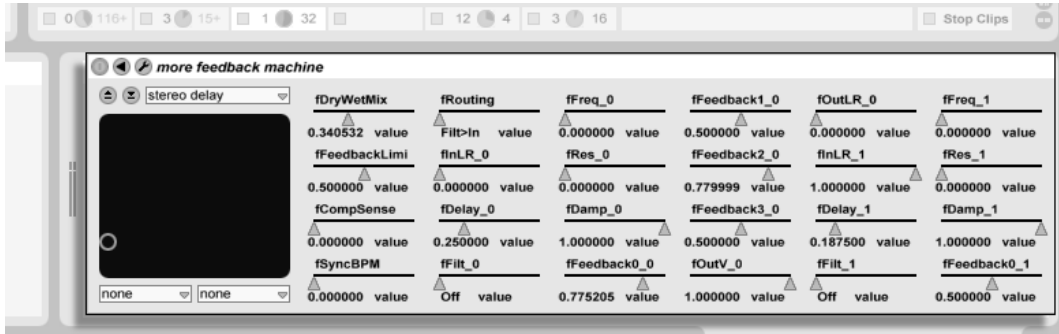 0 116+ 3 15+ 1 32 12 4 3 16 Stop Clips
more feedback machine
stereo delay
fDryWetMix fRouting fFreq_0 fFeedback1_0 fOutLR_0 fFreq_1
0.340532 value Filt>In value 0.000000 value 0.500000 value 0.000000 value 0.000000 value
fFeedbackLimi fInLR_0 fRes_0 fFeedback2_0 fInLR_1 fRes_1
0.500000 value 0.000000 value 0.000000 value 0.779999 value 1.000000 value 0.000000 value
fCompSense fDelay_0 fDamp_0 fFeedback3_0 fDelay_1 fDamp_1
0.000000 value 0.250000 value 1.000000 value 0.500000 value 0.187500 value 1.000000 value
fSyncBPM fFilt_0 fFeedback0_0 fOutV_0 fFilt_1 fFeedback0_1
0.000000 value Off value 0.775205 value 1.000000 value Off value 0.500000 value
none none